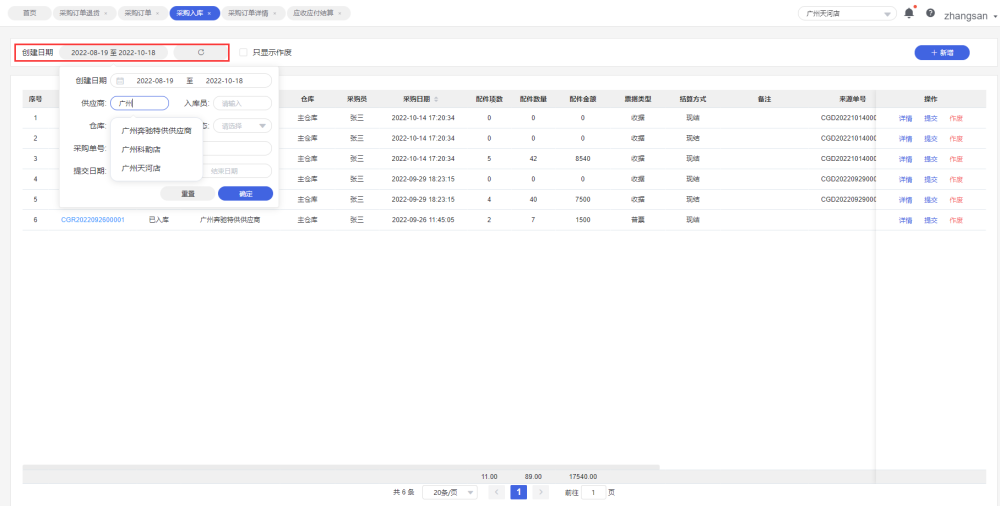 首页 采购订单退货 × 采购订单 × 采购入库 × 采购订单详情 × 应收应付结算 × 广州天河店 zhangsan
创建日期 2022-08-19 至 2022-10-18 只显示作废 + 新增
创建日期 2022-08-19 至 2022-10-18
供应商: 广州 入库员: 请输入
仓库: 态: 请选择
采购单号:
提交日期: 结束日期
广州奔驰特供供应商
广州科韵店
广州天河店
重置 确定
序号 仓库 采购员 采购日期 配件项数 配件数量 配件金额 票据类型 结算方式 备注 来源单号 操作
1 主仓库 张三 2022-10-14 17:20:34 0 0 0 收据 现结 CGD20221014000 详情 提交 作废
2 主仓库 张三 2022-10-14 17:20:34 0 0 0 收据 现结 CGD20221014000 详情 提交 作废
3 主仓库 张三 2022-10-14 17:20:34 5 42 8540 收据 现结 CGD20221014000 详情 提交 作废
4 主仓库 张三 2022-09-29 18:23:15 0 0 0 收据 现结 CGD20220929000 详情 提交 作废
5 主仓库 张三 2022-09-29 18:23:15 4 40 7500 收据 现结 CGD20220929000 详情 提交 作废
6 CGR2022092600001 已入库 广州奔驰特供供应商 主仓库 张三 2022-09-26 11:45:05 2 7 1500 普票 现结 详情 提交 作废
11.00 89.00 17540.00
共 6 条 20条/页 < 1 > 前往 1 页